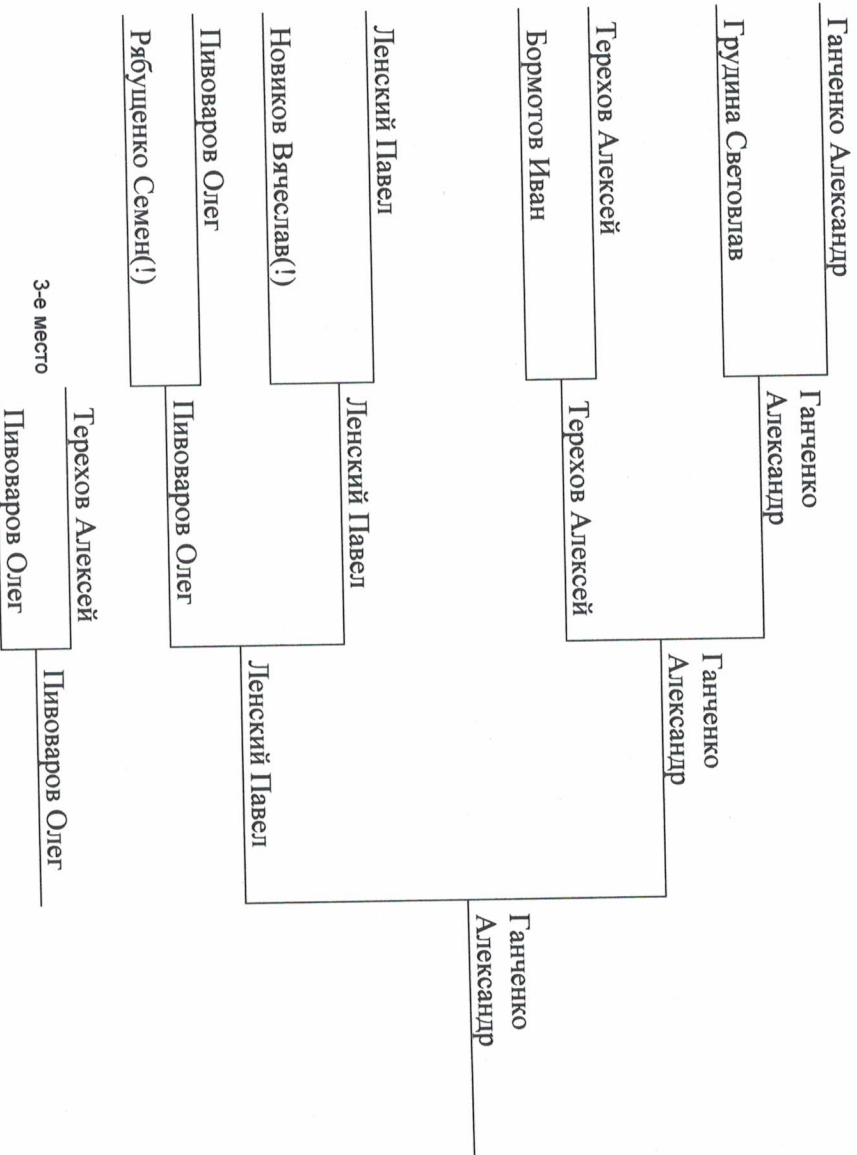 Ганченко Александр
Грудина Световлав
Терехов Алексей
Бормотов Иван
Ленский Павел
Новиков Вячеслав(!)
Пивоваров Олег
Рябущенко Семен(!)
Ганченко
Александр
Терехов Алексей
Ленский Павел
Пивоваров Олег
Ганченко
Александр
Ленский Павел
Ганченко
Александр
3-е место
Терехов Алексей
Пивоваров Олег
Пивоваров Олег